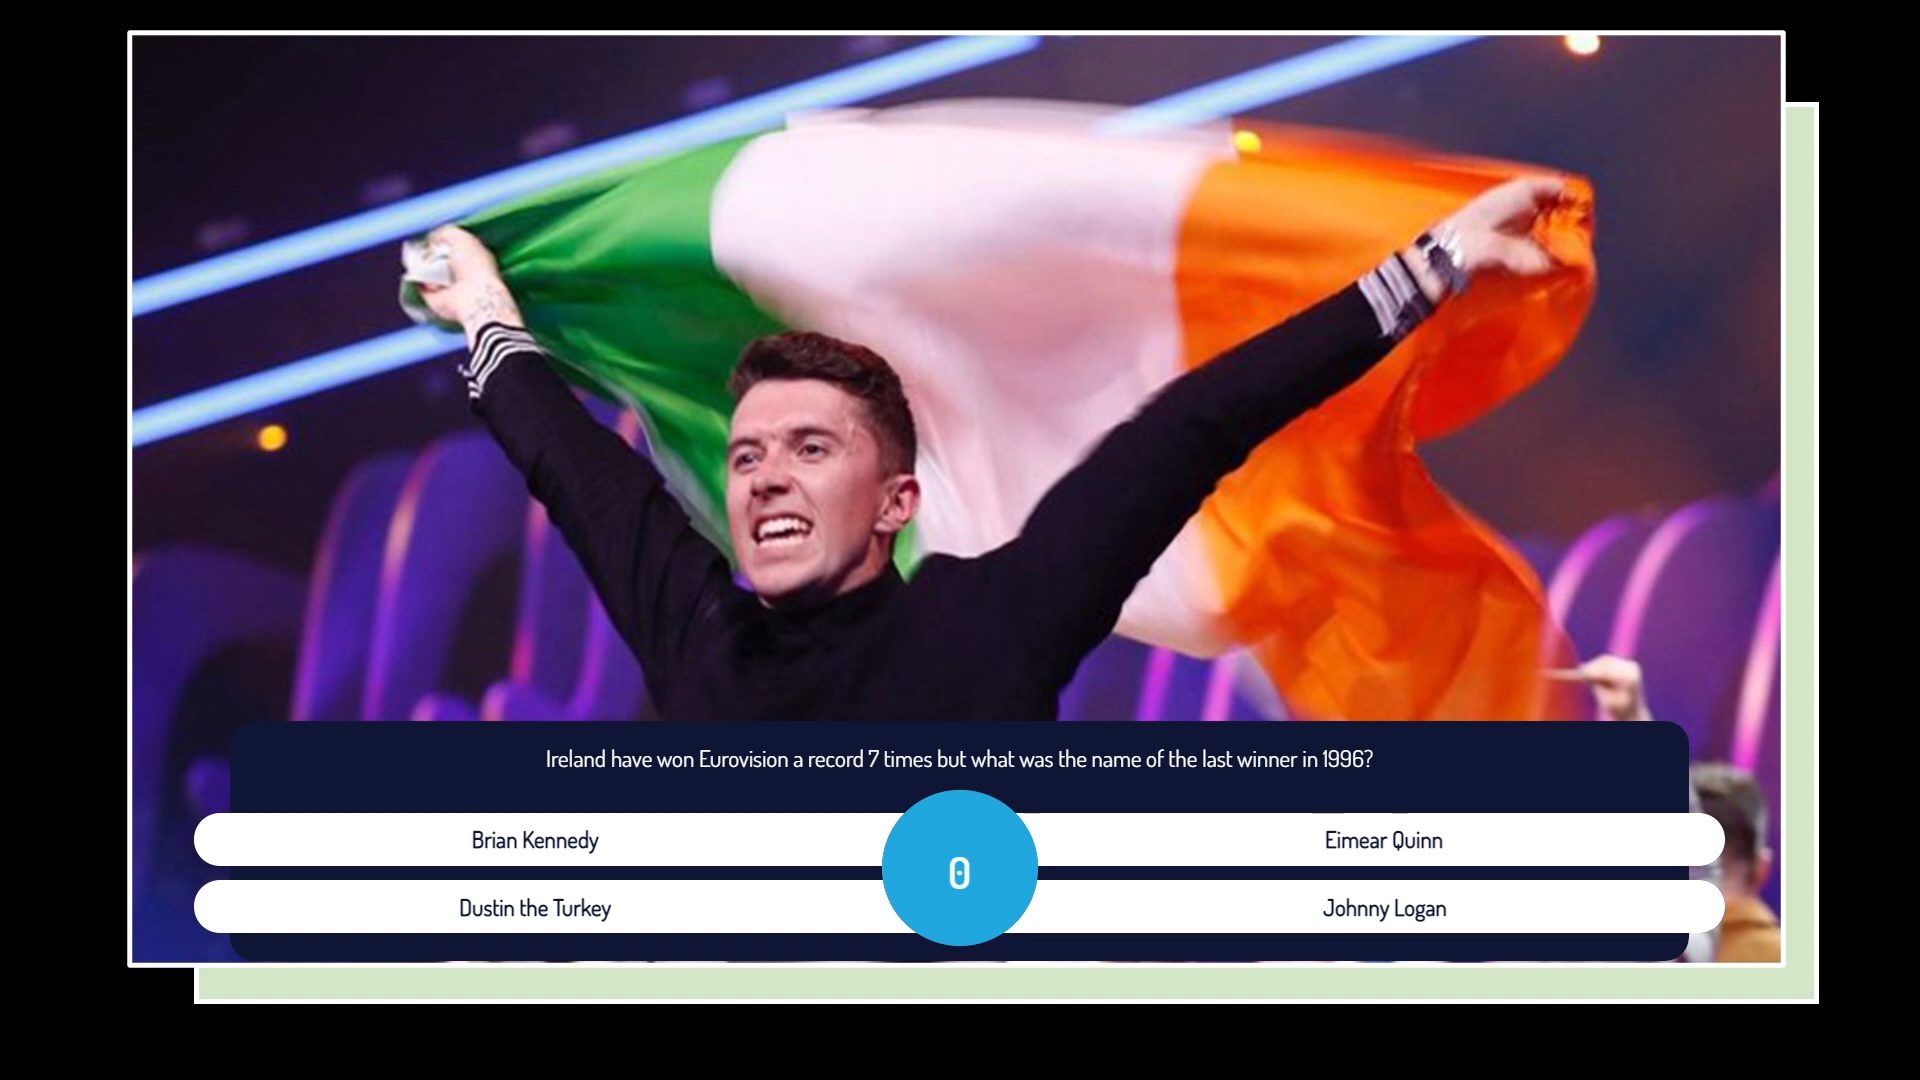 Ireland have won Eurovision a record 7 times but what was the name of the last winner in 1996?
Brian Kennedy
Eimear Quinn
0
Dustin the Turkey
Johnny Logan